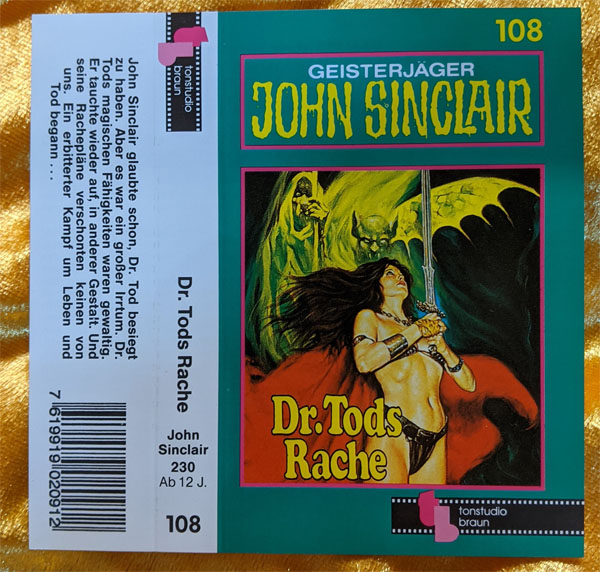 John Sinclair glaubte schon, Dr. Tod besiegt
zu haben. Aber es war ein großer Irrtum. Dr.
Tods magischen Fähigkeiten waren gewaltig.
Er tauchte wieder auf, in anderer Gestalt. Und
seine Rachepläne verschonten keinen von
uns. Ein erbitterter Kampf um Leben und
Tod begann ...
7 619919 020912
tonstudio
braun
Dr. Tods Rache
John
Sinclair
230
Ab 12 J.
108
108
GEISTERJÄGER
JOHN SINCLAIR
Dr. Tods
Rache
tonstudio
braun